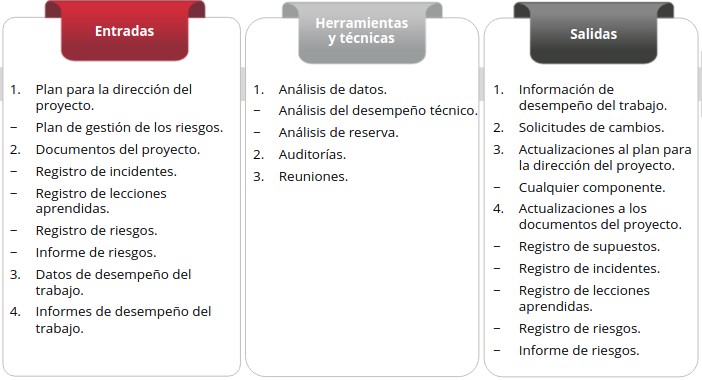 Entradas
1. Plan para la dirección del
proyecto.
– Plan de gestión de los riesgos.
2. Documentos del proyecto.
– Registro de incidentes.
– Registro de lecciones
aprendidas.
– Registro de riesgos.
– Informe de riesgos.
3. Datos de desempeño del
trabajo.
4. Informes de desempeño del
trabajo.
Herramientas
y técnicas
1. Análisis de datos.
– Análisis del desempeño técnico.
– Análisis de reserva.
2. Auditorías.
3. Reuniones.
Salidas
1. Información de
desempeño del trabajo.
2. Solicitudes de cambios.
3. Actualizaciones al plan para
la dirección del proyecto.
– Cualquier componente.
4. Actualizaciones a los
documentos del proyecto.
– Registro de supuestos.
– Registro de incidentes.
– Registro de lecciones
aprendidas.
– Registro de riesgos.
– Informe de riesgos.